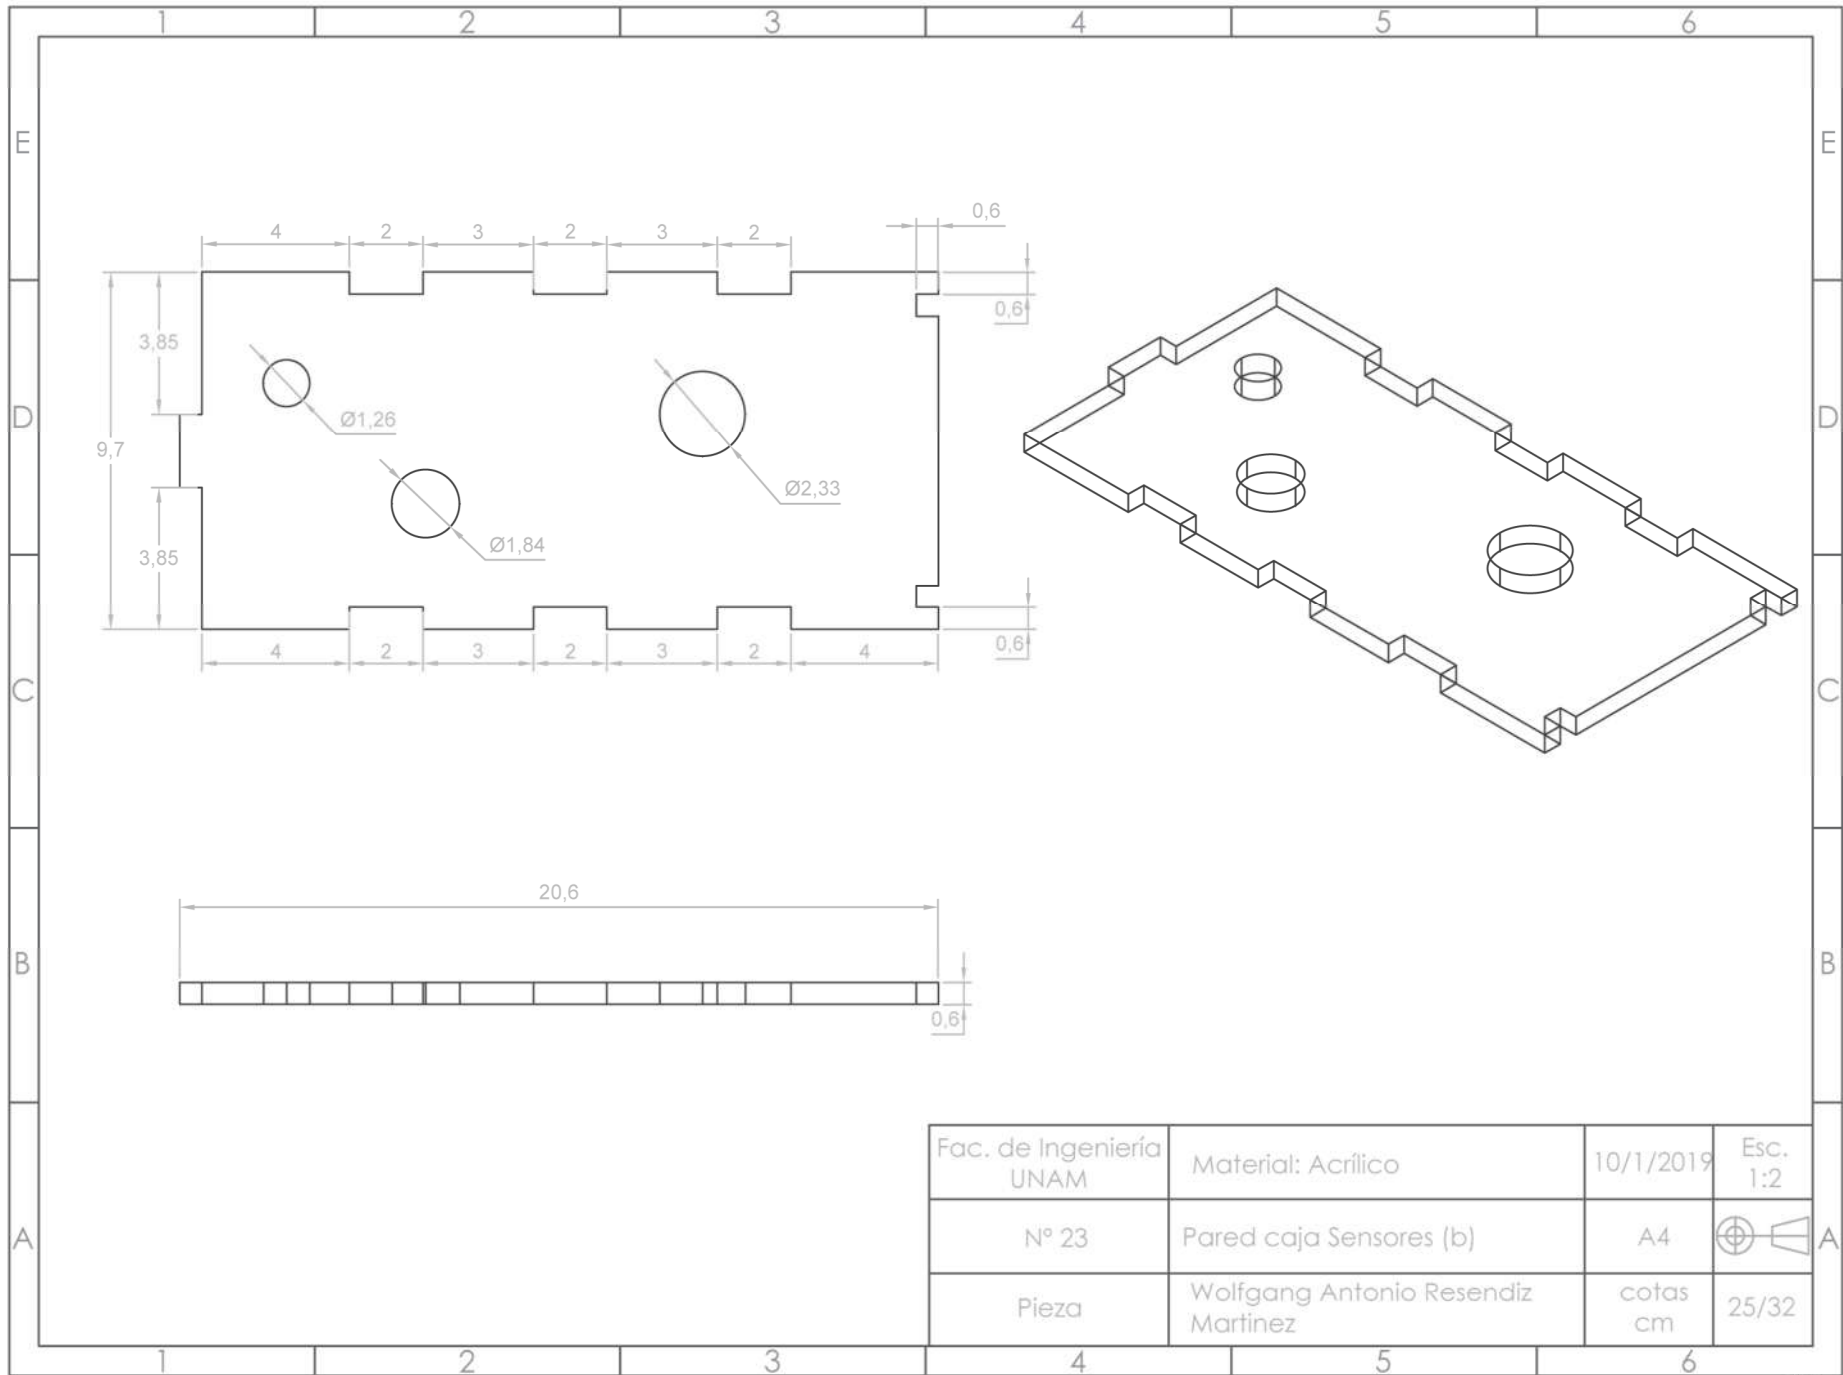 1 2 3 4 5 6
E E
0,6
4 2 3 2 3 2
0,6
3,85
D D
Ø1,26
9,7
Ø2,33
Ø1,84
3,85
0,6
4 2 3 2 3 2 4
C C
20,6
B B
0,6
Fac. de Ingeniería
UNAM
Material: Acrílico
10/1/2019
Esc.
1:2
Nº 23
Pared caja Sensores (b)
A4
A A
Pieza
Wolfgang Antonio Resendiz
Martinez
cotas
cm
25/32
1 2 3 4 5 6